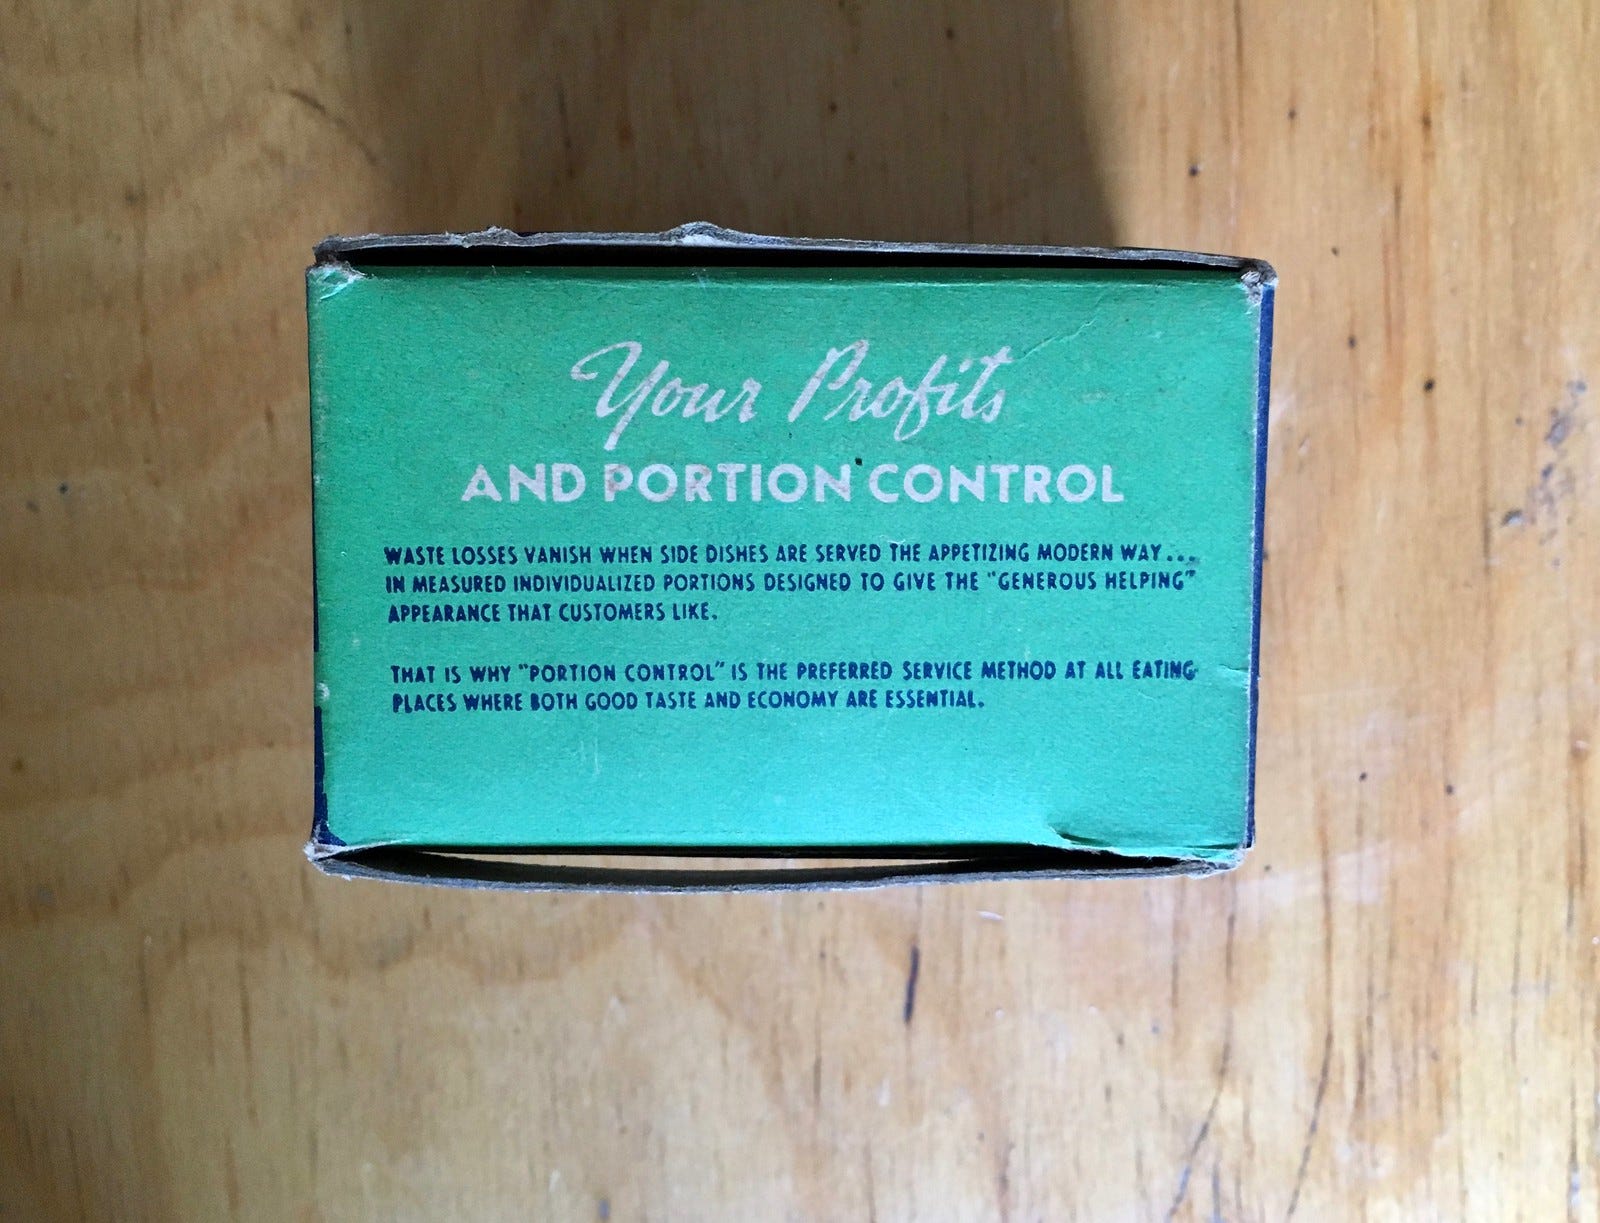 Your Profits
AND PORTION CONTROL
WASTE LOSSES VANISH WHEN SIDE DISHES ARE SERVED THE APPETIZING MODERN WAY...
IN MEASURED INDIVIDUALIZED PORTIONS DESIGNED TO GIVE THE "GENEROUS HELPING"
APPEARANCE THAT CUSTOMERS LIKE.
THAT IS WHY "PORTION CONTROL" IS THE PREFERRED SERVICE METHOD AT ALL EATING
PLACES WHERE BOTH GOOD TASTE AND ECONOMY ARE ESSENTIAL.